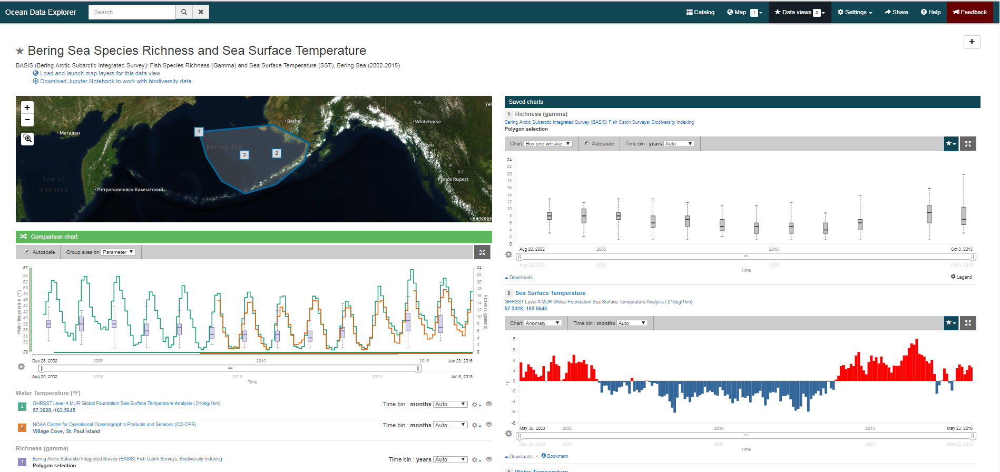 Ocean Data Explorer Search Catalog Map 1 Data views 8 Settings Share Help Feedback
+
Bering Sea Species Richness and Sea Surface Temperature
BASIS (Bering Arctic Subarctic Integrated Survey): Fish Species Richness (Gamma) and Sea Surface Temperature (SST), Bering Sea (2002-2015)
Load and launch map layers for this data view
Download Jupyter Notebook to work with biodiversity data
+
−
Магадан
Sea of
Okhotsk
Петропавловск-Камчатский
Bering Sea
1
3
2
Bethel
Yuk.
Yel
Whitehorse
B.C.
Prince Rupert
Vancouv
Comparison chart
Autoscale Group axes on Parameter
57
54
52
50
48
46
44
42
40
38
36
34
32
29
Water Temperature (°F)
24
22
20
18
16
14
12
10
8
6
4
2
0
Richness (gamma)
Dec 28, 2002 2005 2010 2015 Jun 23, 2016
Aug 20, 2002 2005 2010 2015 Jun 8, 2018
Time
Water Temperature (°F)
2 GHRSST Level 4 MUR Global Foundation Sea Surface Temperature Analysis (.01deg/1km)
57.3028,-163.5645
Time bin : months Auto
3 NOAA Center for Operational Oceanographic Products and Services (CO-OPS)
Village Cove, St. Paul Island
Time bin : months Auto
Richness (gamma)
1 Bering Arctic Subarctic Integrated Survey (BASIS) Fish Catch Surveys: Biodiversity Indexing
Polygon selection
Time bin : years Auto
Saved charts
1 Richness (gamma)
Bering Arctic Subarctic Integrated Survey (BASIS) Fish Catch Surveys: Biodiversity Indexing
Polygon selection
Chart Box and whisker Autoscale Time bin : years Auto
24
22
20
18
16
14
12
10
8
6
4
2
0
Aug 20, 2002 2005 2010 Oct 3, 2015
Aug 20, 2002 2005 2010 Oct 3, 2015
Time
Downloads Legend
2 Sea Surface Temperature
GHRSST Level 4 MUR Global Foundation Sea Surface Temperature Analysis (.01deg/1km)
57.3028,-163.5645
Chart Anomaly Time bin : months Auto
8
6
4
2
0
-2
-4
-6
-8
°F
May 30, 2003 2005 2010 2015 May 23, 2018
May 30, 2003 2005 2010 2015 May 23, 2018
Time
Downloads • Bookmark
Water Temperature